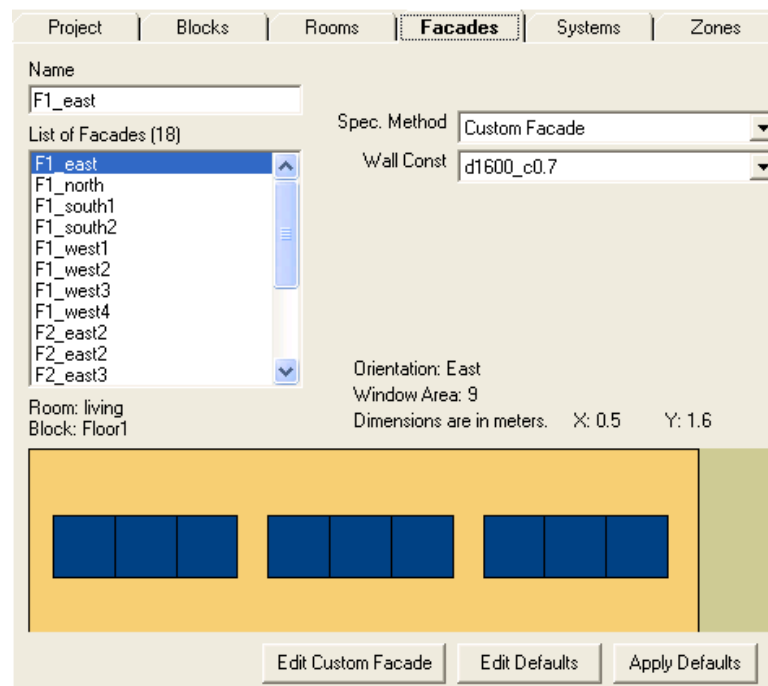 Project Blocks Rooms Facades Systems Zones
Name
F1_east
List of Facades (18)
F1_east
F1_north
F1_south1
F1_south2
F1_west1
F1_west2
F1_west3
F1_west4
F2_east2
F2_east2
F2_east3
Spec. Method Custom Facade
Wall Const d1600_c0.7
Orientation: East
Window Area: 9
Dimensions are in meters. X: 0.5 Y: 1.6
Room: living
Block: Floor1
Edit Custom Facade Edit Defaults Apply Defaults